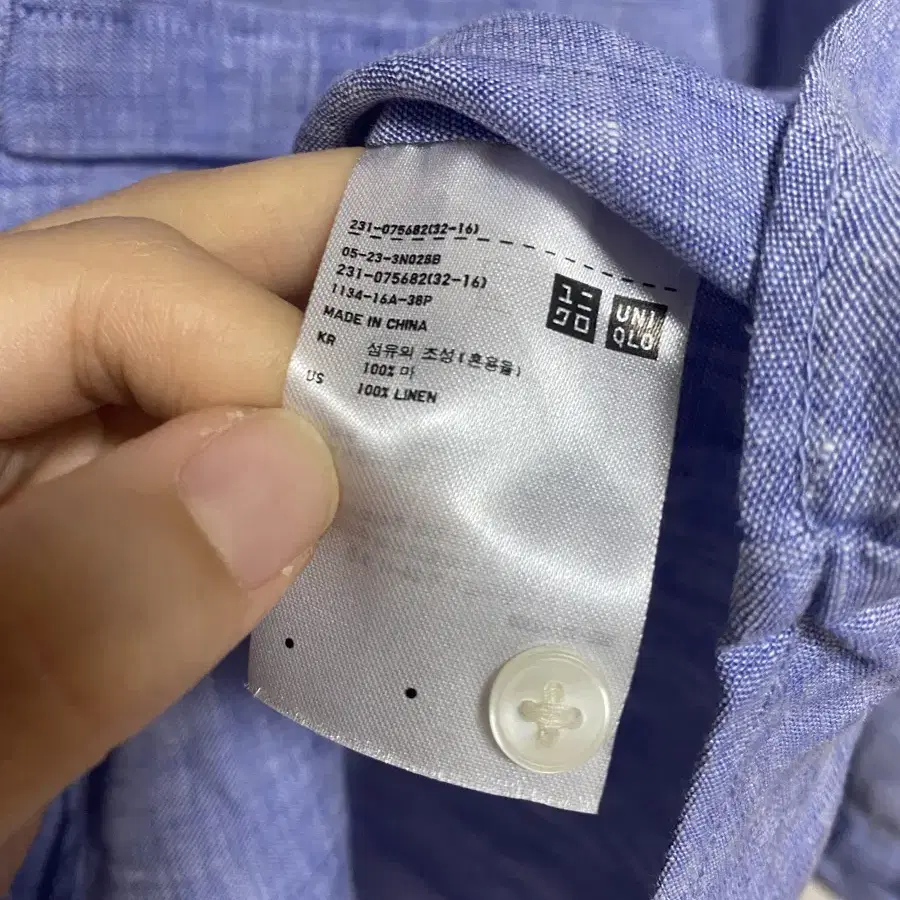 231-075682(32-16)
05-23-3N028B
231-075682(32-16)
1134-16A-38P
MADE IN CHINA
KR 섬유의 조성(혼용율)
100% 마
US 100% LINEN
ユニ
クロ
UNI
QLO